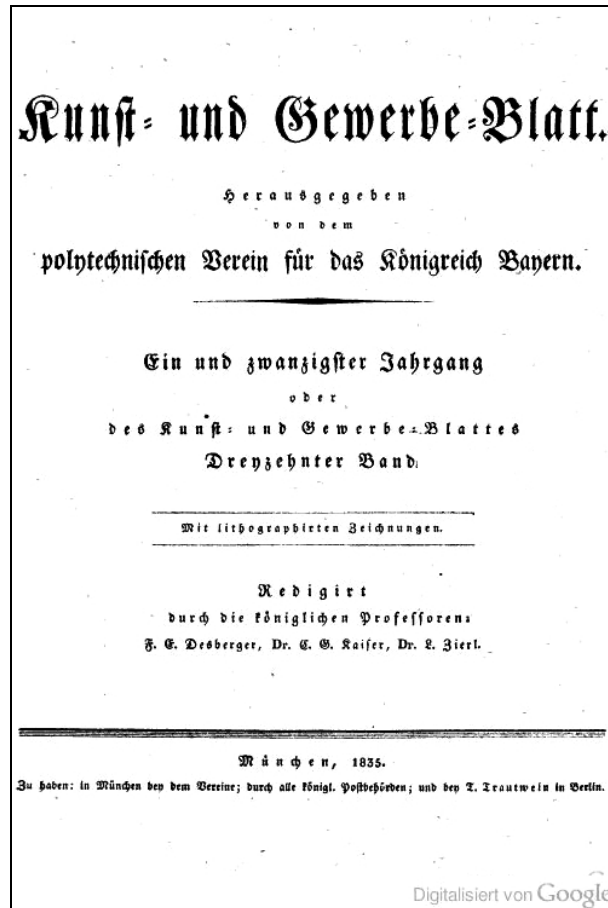 Kunst- und Gewerbe-Blatt.
Herausgegeben
von dem
polytechnischen Verein für das Königreich Bayern.
Ein und zwanzigster Jahrgang
oder
des Kunst- und Gewerbe-Blattes
Dreyzehnter Band.
Mit lithographirten Zeichnungen.
Redigirt
durch die königlichen Professoren:
F. E. Desberger, Dr. C. G. Kaiser, Dr. L. Zierl.
München, 1835.
Zu haben: in München bey dem Vereine; durch alle königl. Postbehörden; und bey T. Trautwein in Berlin.
Digitalisiert von Google